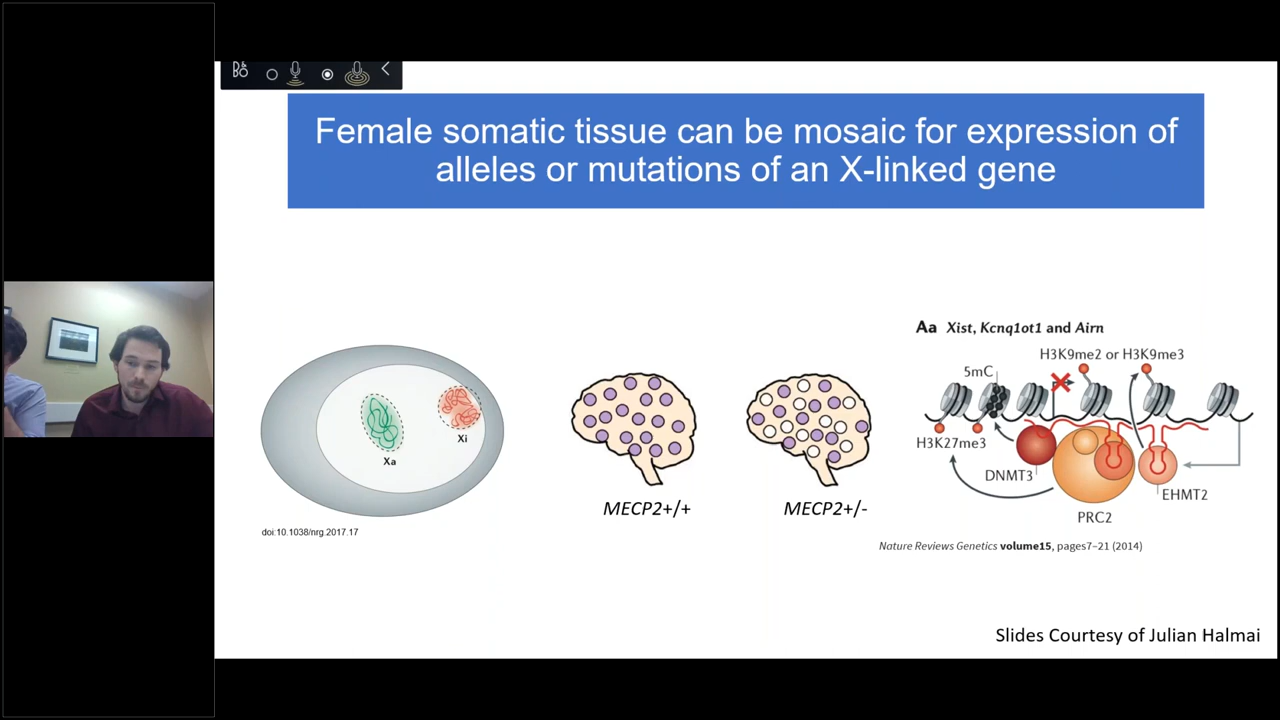 Female somatic tissue can be mosaic for expression of
alleles or mutations of an X-linked gene
Xa
Xi
doi:10.1038/nrg 2017.17
MECP2+/+
MECP2+/-
Aa Xist, Kcnq1ot1 and Airn
H3K9me2 or H3K9me3
5mC
H3K27me3
DNMT3
EHMT2
PRC2
Nature Reviews Genetics volume15, pages7–21 (2014)
Slides Courtesy of Julian Halmai